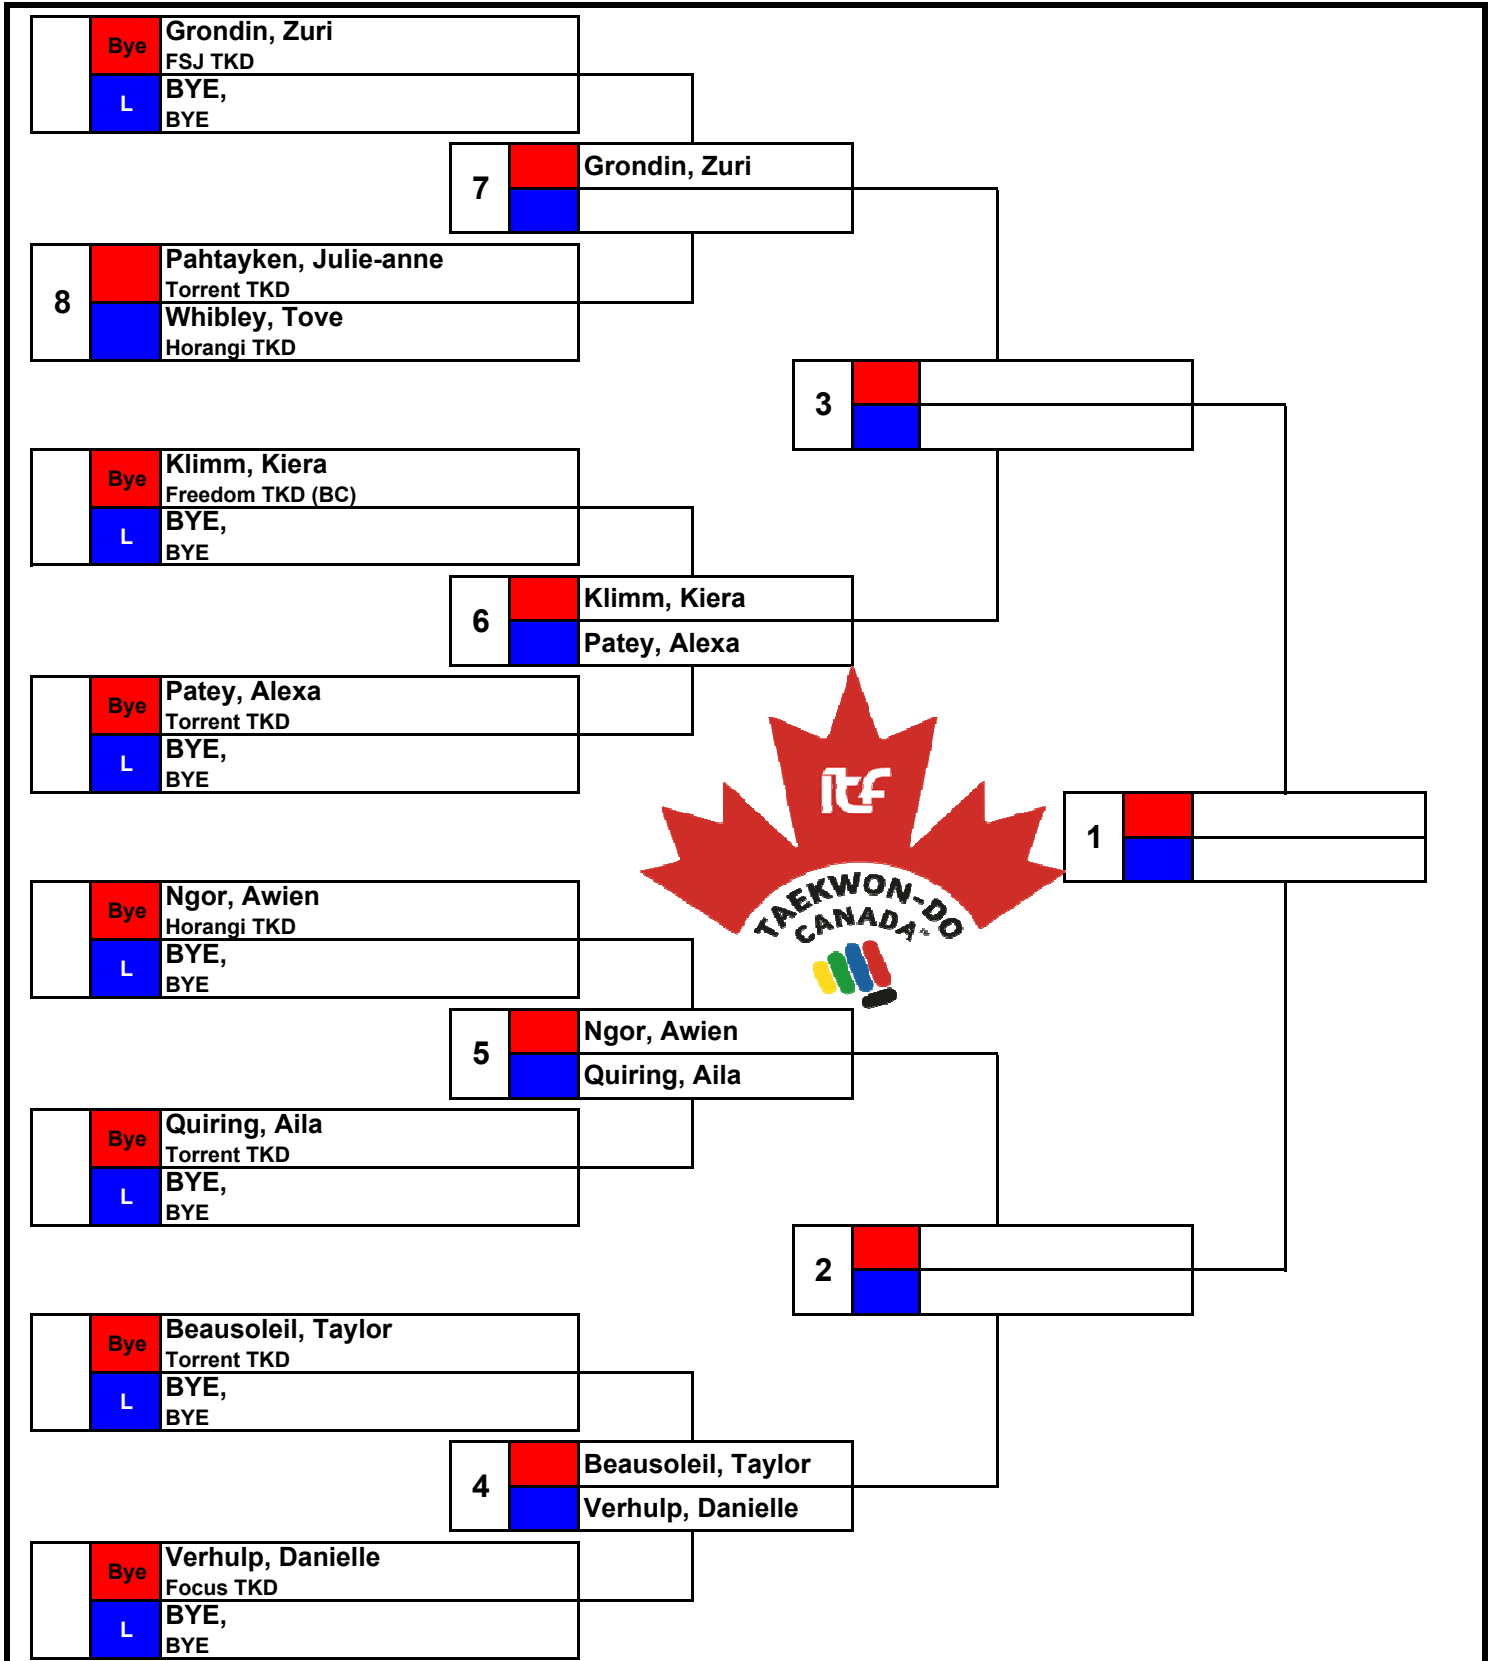 Bye
Grondin, Zuri
FSJ TKD
L
BYE,
BYE
7
Grondin, Zuri
8
Pahtayken, Julie-anne
Torrent TKD
Whibley, Tove
Horangi TKD
3
Bye
Klimm, Kiera
Freedom TKD (BC)
L
BYE,
BYE
6
Klimm, Kiera
Patey, Alexa
Bye
Patey, Alexa
Torrent TKD
L
BYE,
BYE
itf
TAEKWON-DO
CANADA™
1
Bye
Ngor, Awien
Horangi TKD
L
BYE,
BYE
5
Ngor, Awien
Quiring, Aila
Bye
Quiring, Aila
Torrent TKD
L
BYE,
BYE
2
Bye
Beausoleil, Taylor
Torrent TKD
L
BYE,
BYE
4
Beausoleil, Taylor
Verhulp, Danielle
Bye
Verhulp, Danielle
Focus TKD
L
BYE,
BYE